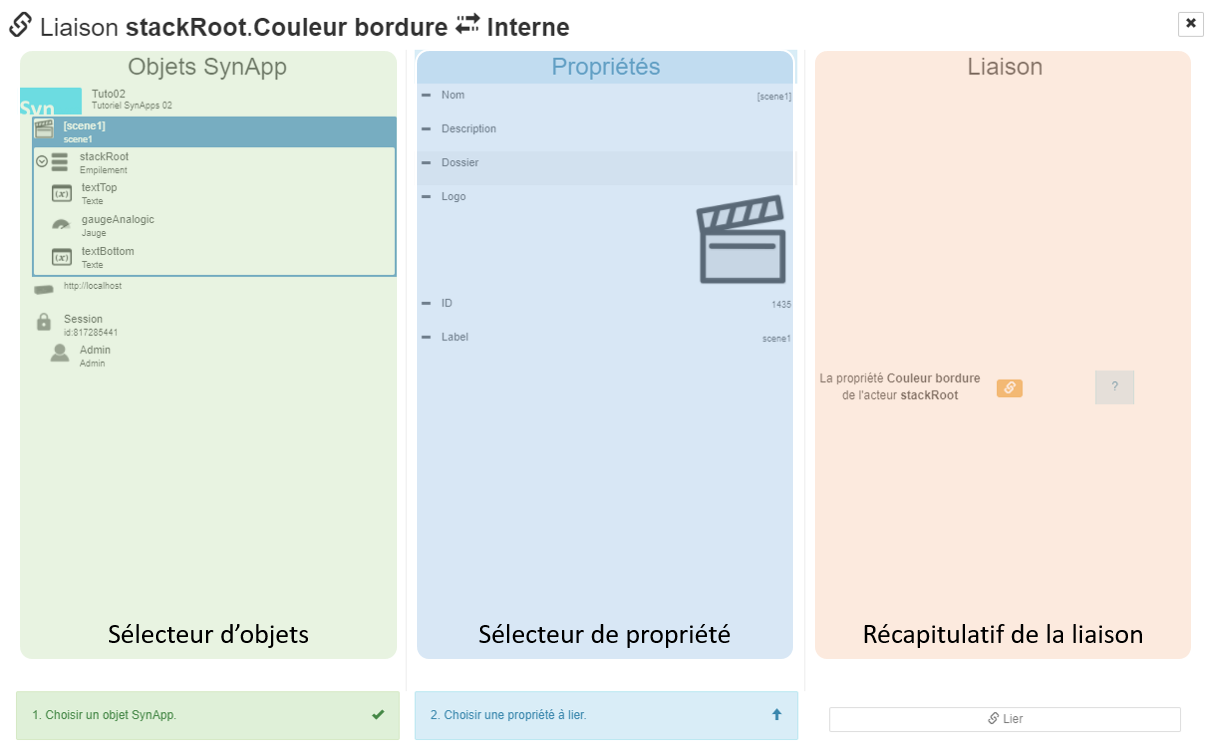 Liaison stackRoot.Couleur bordure Interne
Objets SynApp
Syn
Tuto02
Tutoriel SynApps 02
[scene1]
scene1
stackRoot
Empilement
(x)
textTop
Texte
gaugeAnalogic
Jauge
(x)
textBottom
Texte
http://localhost
Session
id:817285441
Admin
Admin
Sélecteur d’objets
1. Choisir un objet SynApp.
Propriétés
Nom [scene1]
Description
Dossier
Logo
ID 1435
Label scene1
Sélecteur de propriété
2. Choisir une propriété à lier.
Liaison
La propriété Couleur bordure
de l'acteur stackRoot
?
Récapitulatif de la liaison
Lier